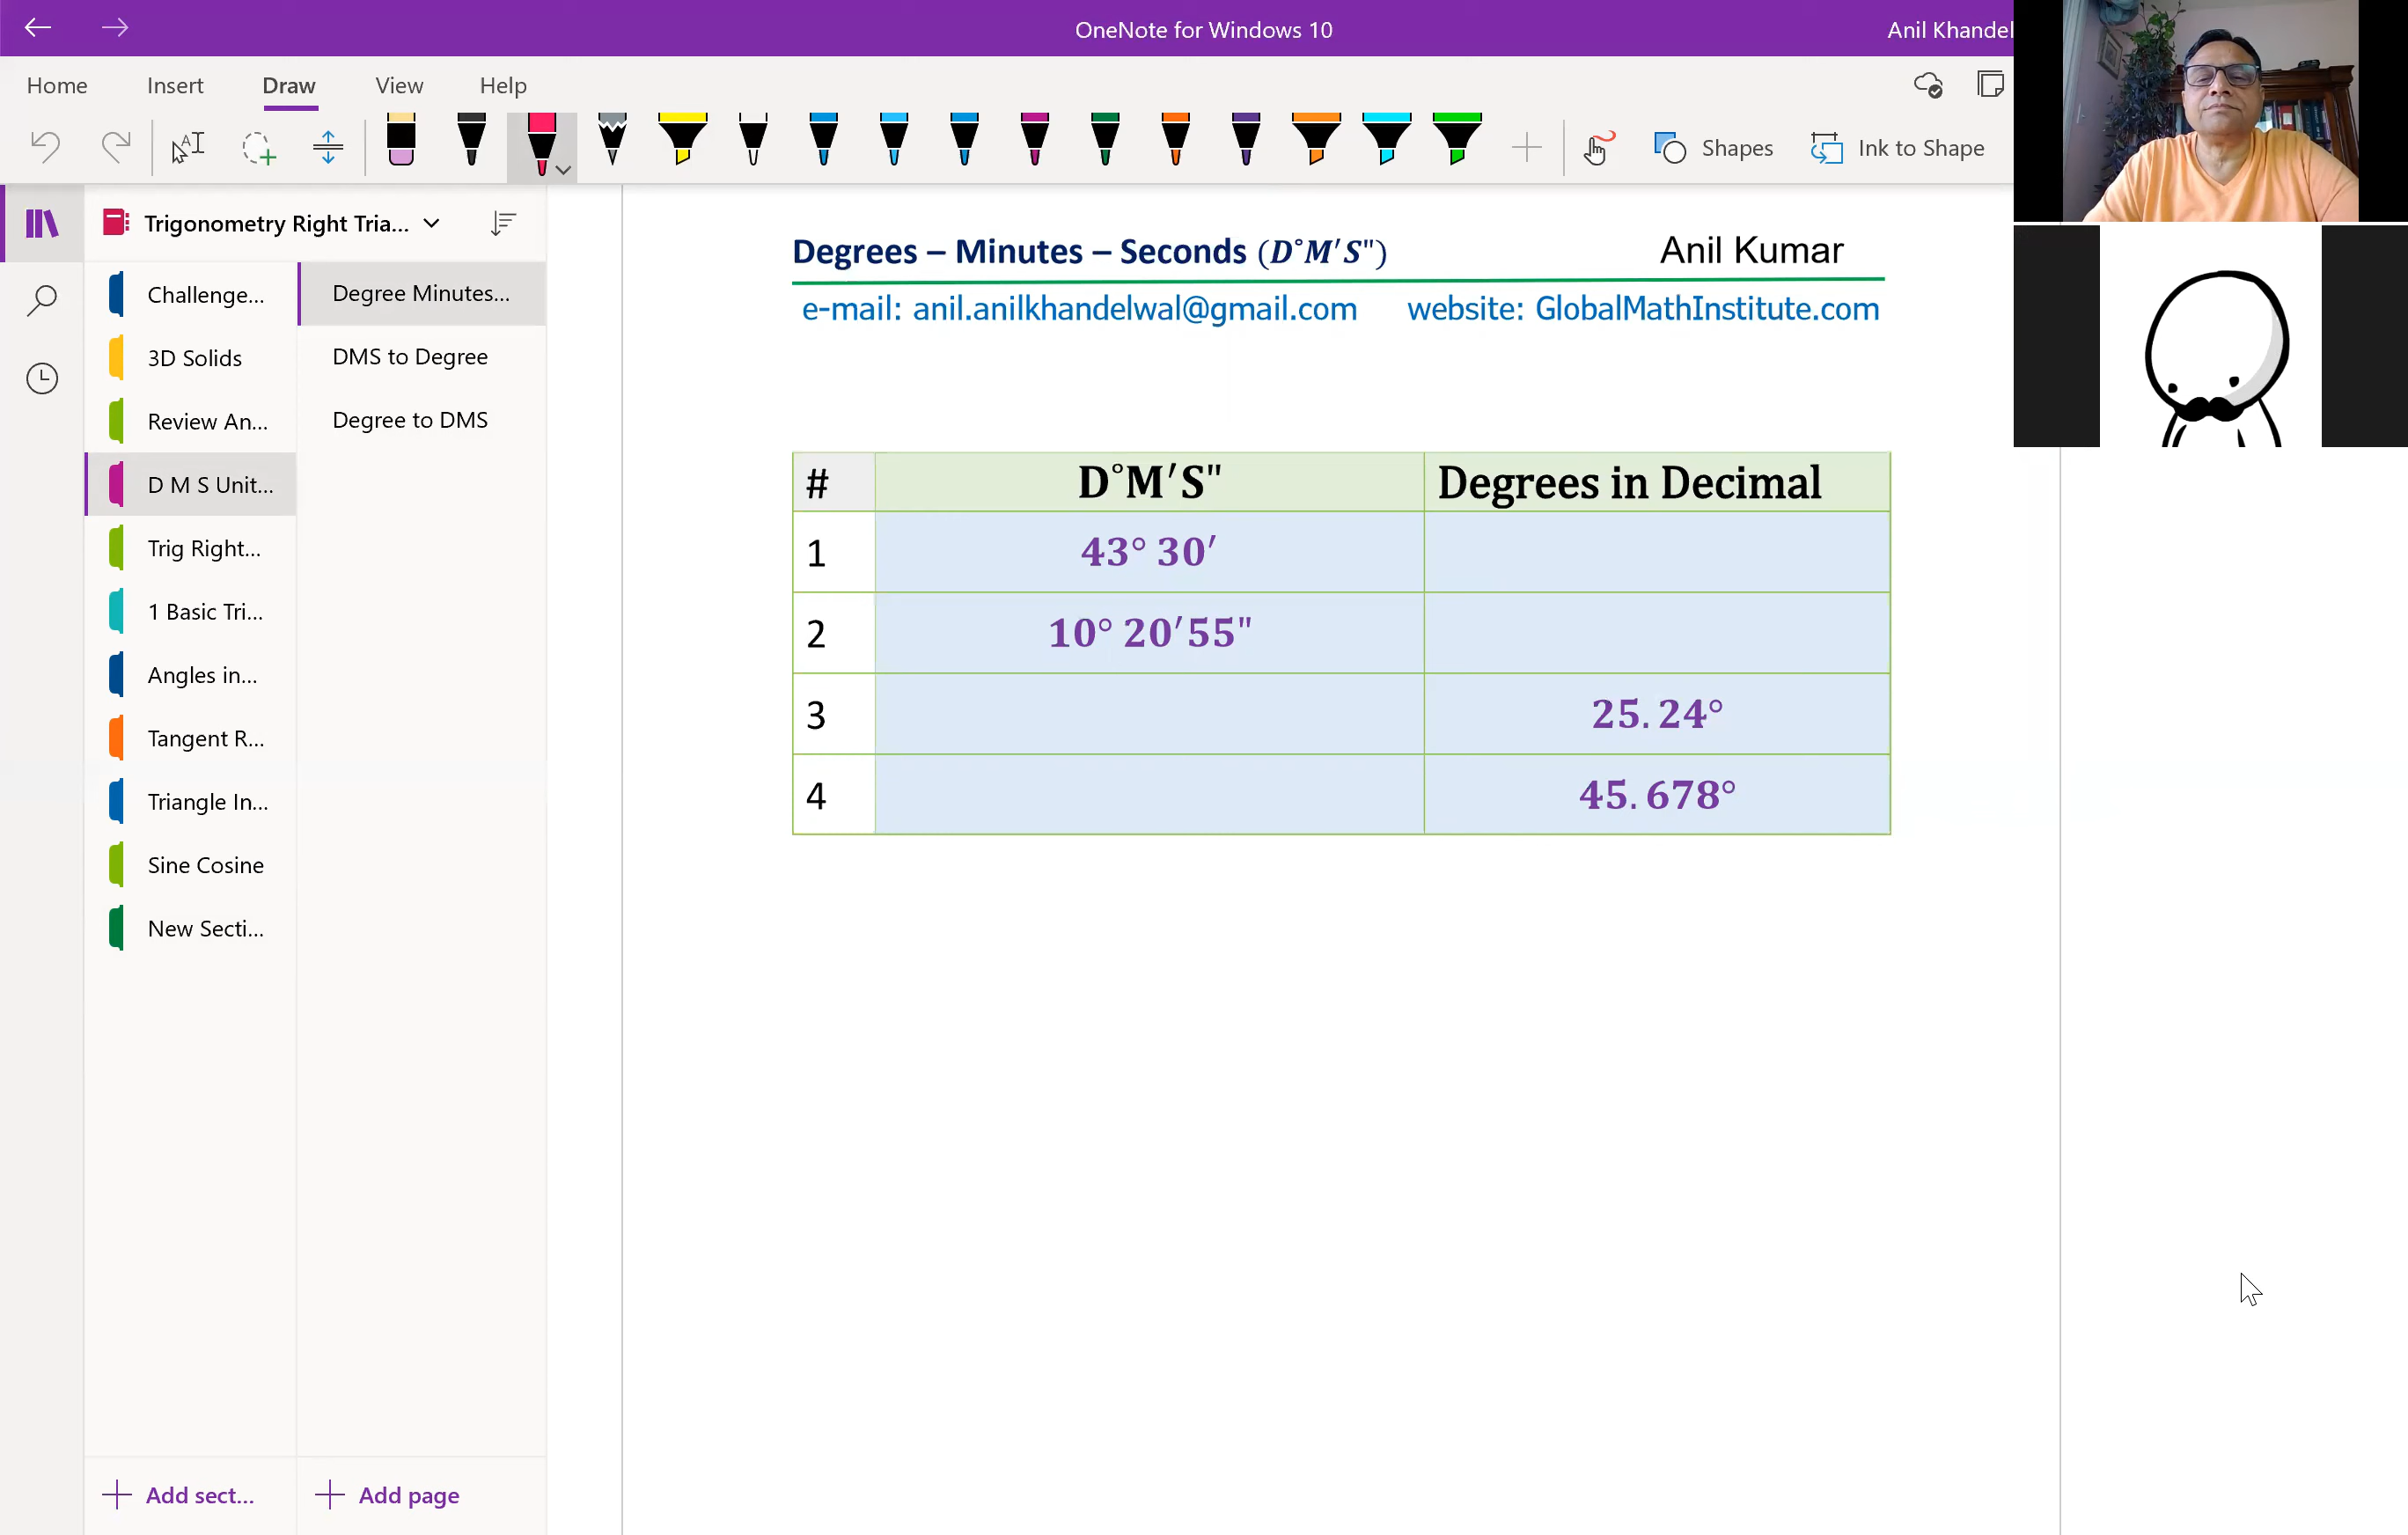 OneNote for Windows 10
Anil Khandel
Home Insert Draw View Help
Shapes Ink to Shape
Trigonometry Right Tria...
Challenge...
3D Solids
Review An...
D M S Unit...
Trig Right...
1 Basic Tri...
Angles in...
Tangent R...
Triangle In...
Sine Cosine
New Secti...
Add sect...
Degree Minutes...
DMS to Degree
Degree to DMS
Add page
Degrees – Minutes – Seconds (D°M′S") Anil Kumar
e-mail: anil.anilkhandelwal@gmail.com website: GlobalMathInstitute.com
# D°M′S" Degrees in Decimal
1 43° 30′
2 10° 20′55"
3 25.24°
4 45.678°